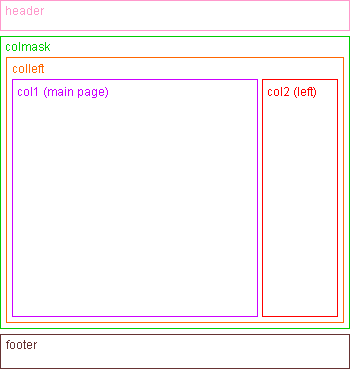 header
colmask
colleft
col1 (main page)
col2 (left)
footer